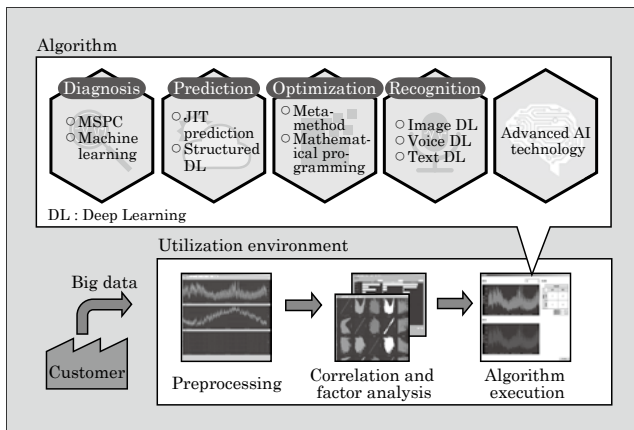 Algorithm
Diagnosis
○ MSPC
○ Machine
learning
Prediction
○ JIT
prediction
○ Structured
DL
Optimization
○ Meta-
method
○ Mathemat-
ical pro-
gramming
Recognition
○ Image DL
○ Voice DL
○ Text DL
Advanced AI
technology
DL : Deep Learning
Utilization environment
Big data
Customer
Preprocessing
Correlation and
factor analysis
Algorithm
execution